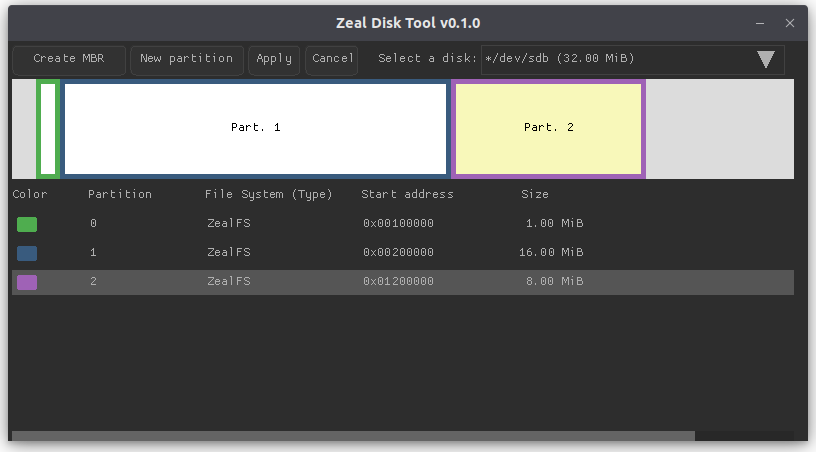 Zeal Disk Tool v0.1.0
Create MBR New partition Apply Cancel Select a disk: */dev/sdb (32.00 MiB)
Part. 1 Part. 2
Color Partition File System (Type) Start address Size
0 ZealFS 0x00100000 1.00 MiB
1 ZealFS 0x00200000 16.00 MiB
2 ZealFS 0x01200000 8.00 MiB